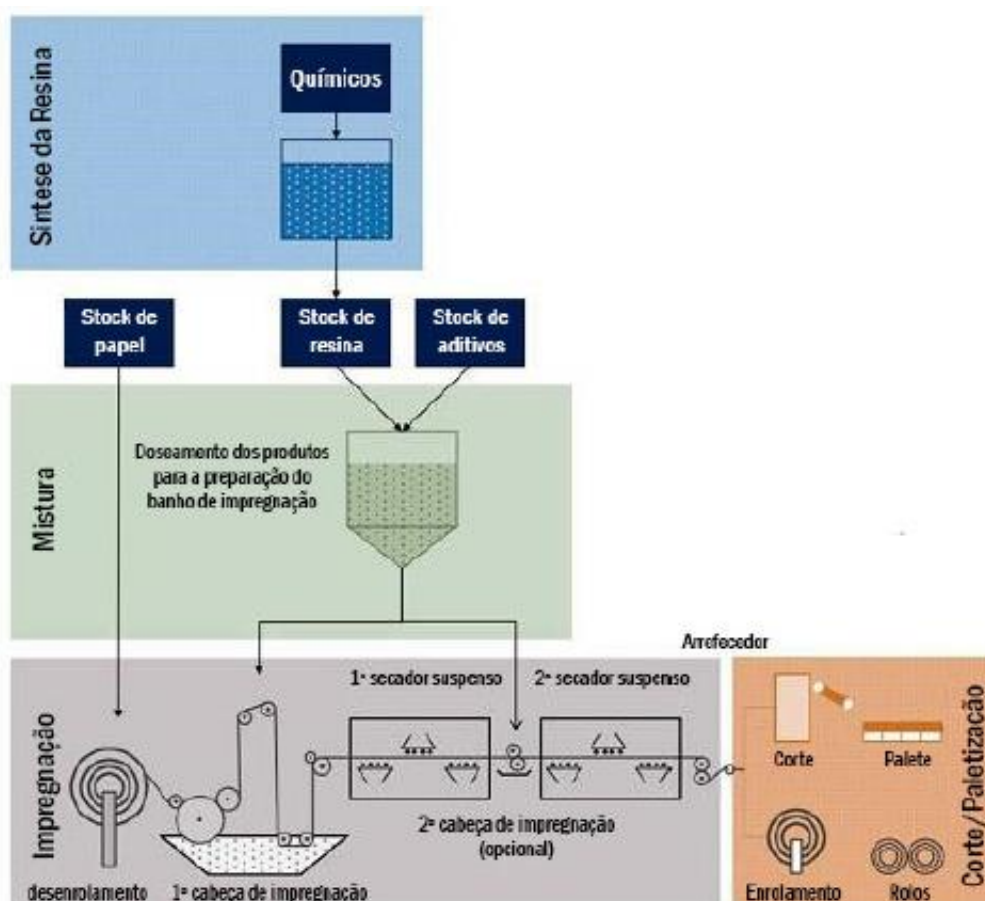 Síntese da Resina
Químicos
Stock de
papel
Stock de
resina
Stock de
aditivos
Mistura
Doseamento dos produtos
para a preparação do
banho de impregnação
Arrefecedor
Impregnação
1ª secador suspenso
2ª secador suspenso
2ª cabeça de impregnação
(opcional)
desenrolamento
1ª cabeça de impregnação
Corte/Paletização
Corte
Palete
Enrolamento
Rolos